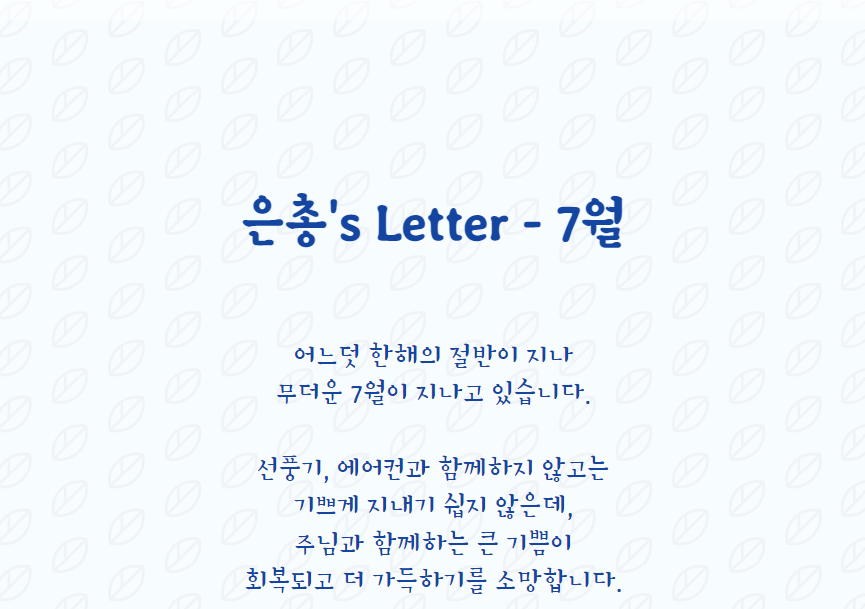 은총's Letter - 7월
어느덧 한해의 절반이 지나
무더운 7월이 지나고 있습니다.
선풍기, 에어컨과 함께하지 않고는
기쁘게 지내기 쉽지 않은데,
주님과 함께하는 큰 기쁨이
회복되고 더 가득하기를 소망합니다.